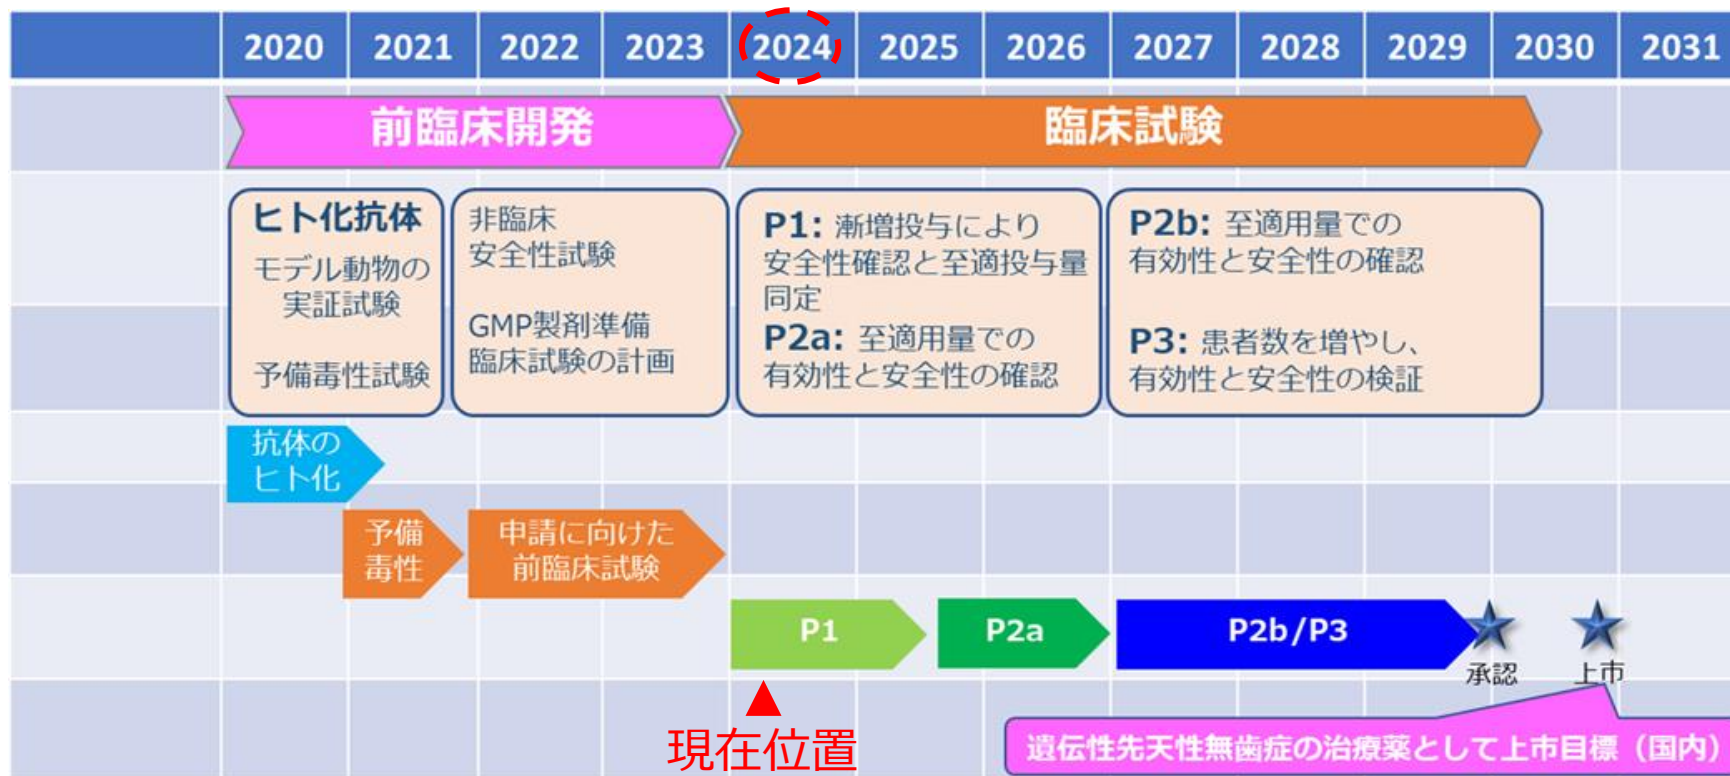 2020 2021 2022 2023 2024 2025 2026 2027 2028 2029 2030 2031
前臨床開発
臨床試験
ヒト化抗体
モデル動物の
実証試験
予備毒性試験
非臨床
安全性試験
GMP製剤準備
臨床試験の計画
P1: 漸増投与により
安全性確認と至適投与量
同定
P2a: 至適用量での
有効性と安全性の確認
P2b: 至適用量での
有効性と安全性の確認
P3: 患者数を増やし、
有効性と安全性の検証
抗体の
ヒト化
予備
毒性
申請に向けた
前臨床試験
P1
P2a
P2b/P3
承認
上市
▲
現在位置
遺伝性先天性無歯症の治療薬として上市目標（国内）